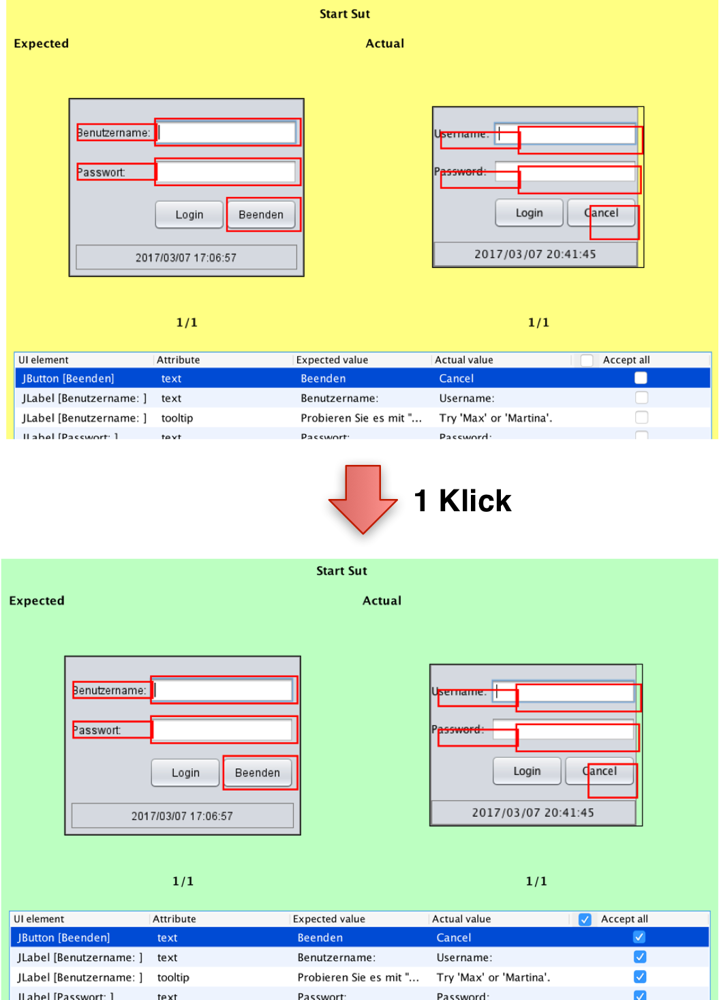 Start Sut
Expected Actual
Benutzername: Username:
Passwort: Password:
Login Beenden Login Cancel
2017/03/07 17:06:57 2017/03/07 20:41:45
1/1 1/1
UI element Attribute Expected value Actual value Accept all
JButton [Beenden] text Beenden Cancel
JLabel [Benutzername: ] text Benutzername: Username:
JLabel [Benutzername: ] tooltip Probieren Sie es mit "... Try 'Max' or 'Martina'.
JLabel [Passwort: ] text Passwort: Password:
1 Klick
Start Sut
Expected Actual
Benutzername: Username:
Passwort: Password:
Login Beenden Login Cancel
2017/03/07 17:06:57 2017/03/07 20:41:45
1/1 1/1
UI element Attribute Expected value Actual value Accept all
JButton [Beenden] text Beenden Cancel
JLabel [Benutzername: ] text Benutzername: Username:
JLabel [Benutzername: ] tooltip Probieren Sie es mit "... Try 'Max' or 'Martina'.
JLabel [Passwort: ] text Passwort: Password: